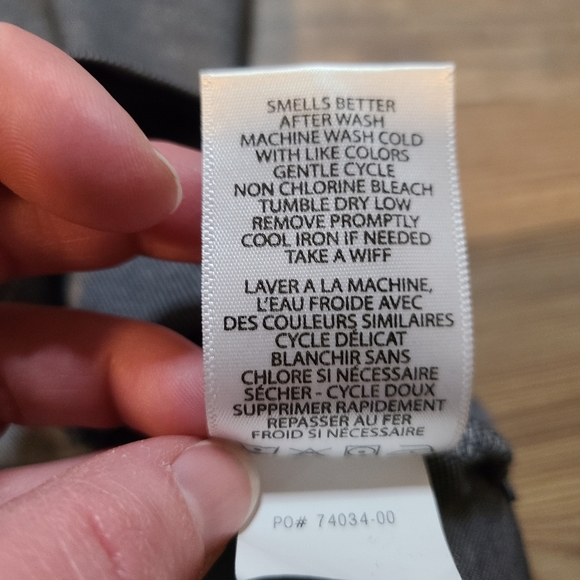 SMELLS BETTER
AFTER WASH
MACHINE WASH COLD
WITH LIKE COLORS
GENTLE CYCLE
NON CHLORINE BLEACH
TUMBLE DRY LOW
REMOVE PROMPTLY
COOL IRON IF NEEDED
TAKE A WIFF
LAVER A LA MACHINE,
L'EAU FROIDE AVEC
DES COULEURS SIMILAIRES
CYCLE DÉLICAT
BLANCHIR SANS
CHLORE SI NÉCESSAIRE
SÉCHER - CYCLE DOUX
SUPPRIMER RAPIDEMENT
REPASSER AU FER
FROID SI NÉCESSAIRE
PO# 74034-00